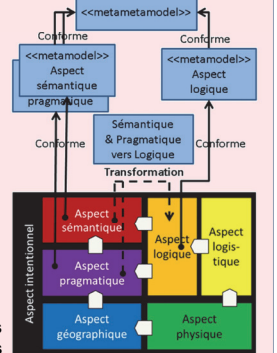 <<metametamodel>>
Conforme
Conforme
<<metamodel>>
Aspect
sémantique
pragmatique
<<metamodel>>
Aspect
logique
Conforme
Conforme
Sémantique
& Pragmatique
vers Logique
Transformation
Aspect intentionnel
Aspect
sémantique
Aspect
pragmatique
Aspect
logique
Aspect
logis-
tique
Aspect
géographique
Aspect
physique
s
s